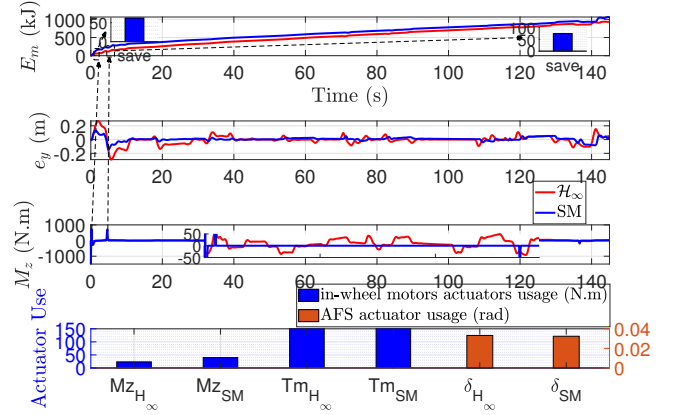 E_m (kJ)
1000
500
0
50
0
save
100
50
0
save
0 20 40 60 80 100 120 140
Time (s)
e_y (m)
0.2
0
-0.2
0 20 40 60 80 100 120 140
H∞
SM
M_z (N.m)
1000
0
-1000
50
0
-50
0 20 40 60 80 100 120 140
in-wheel motors actuators usage (N.m)
AFS actuator usage (rad)
Actuator Use
150
100
50
0
0.04
0.02
0
Mz_H∞ Mz_SM Tm_H∞ Tm_SM δ_H∞ δ_SM